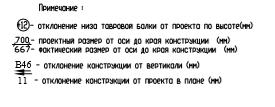 Примечание :
+12 - отклонение низа тавровой балки от проекта по высоте(мм)
700- проектный размер от оси до края конструкции (мм)
667- фактический размер от оси до края конструкции (мм)
В46 - отклонение конструкции от вертикали (мм)
11 - отклонение конструкции от проекта в плане (мм)